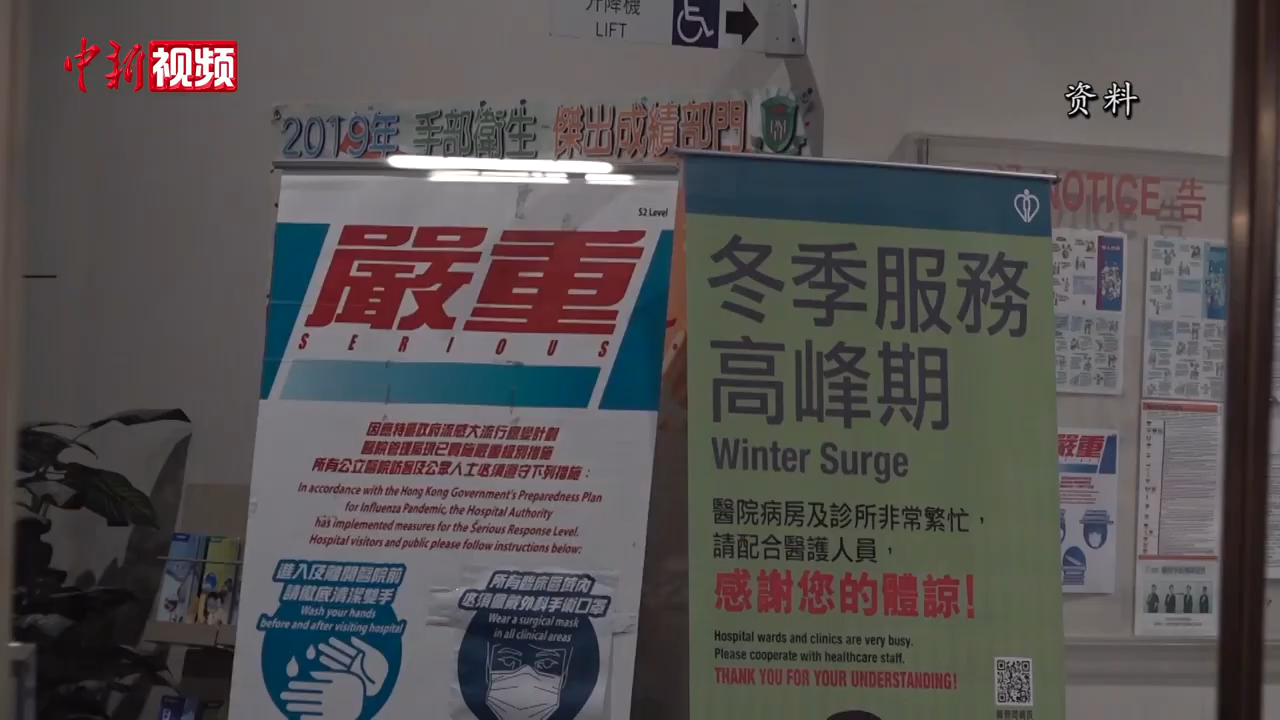 升降機
LIFT
中新视频
资料
2019年 手部衛生 傑出成績部門
S2 Level
嚴重
SERIOUS
因應特區政府流感大流行應變計劃
醫院管理局現已實施嚴重級別措施
所有公立醫院訪客及公眾人士必須遵守下列措施：
In accordance with the Hong Kong Government's Preparedness Plan
for Influenza Pandemic, the Hospital Authority
has implemented measures for the Serious Response Level.
Hospital visitors and public please follow instructions below:
進入及離開醫院前
請徹底清潔雙手
Wash your hands
before and after visiting hospital
所有臨床區域內
必須佩戴外科手術口罩
Wear a surgical mask
in all clinical areas
冬季服務
高峰期
Winter Surge
醫院病房及診所非常繁忙，
請配合醫護人員，
感謝您的體諒！
Hospital wards and clinics are very busy.
Please cooperate with healthcare staff.
THANK YOU FOR YOUR UNDERSTANDING!
NOTICE 告
嚴重